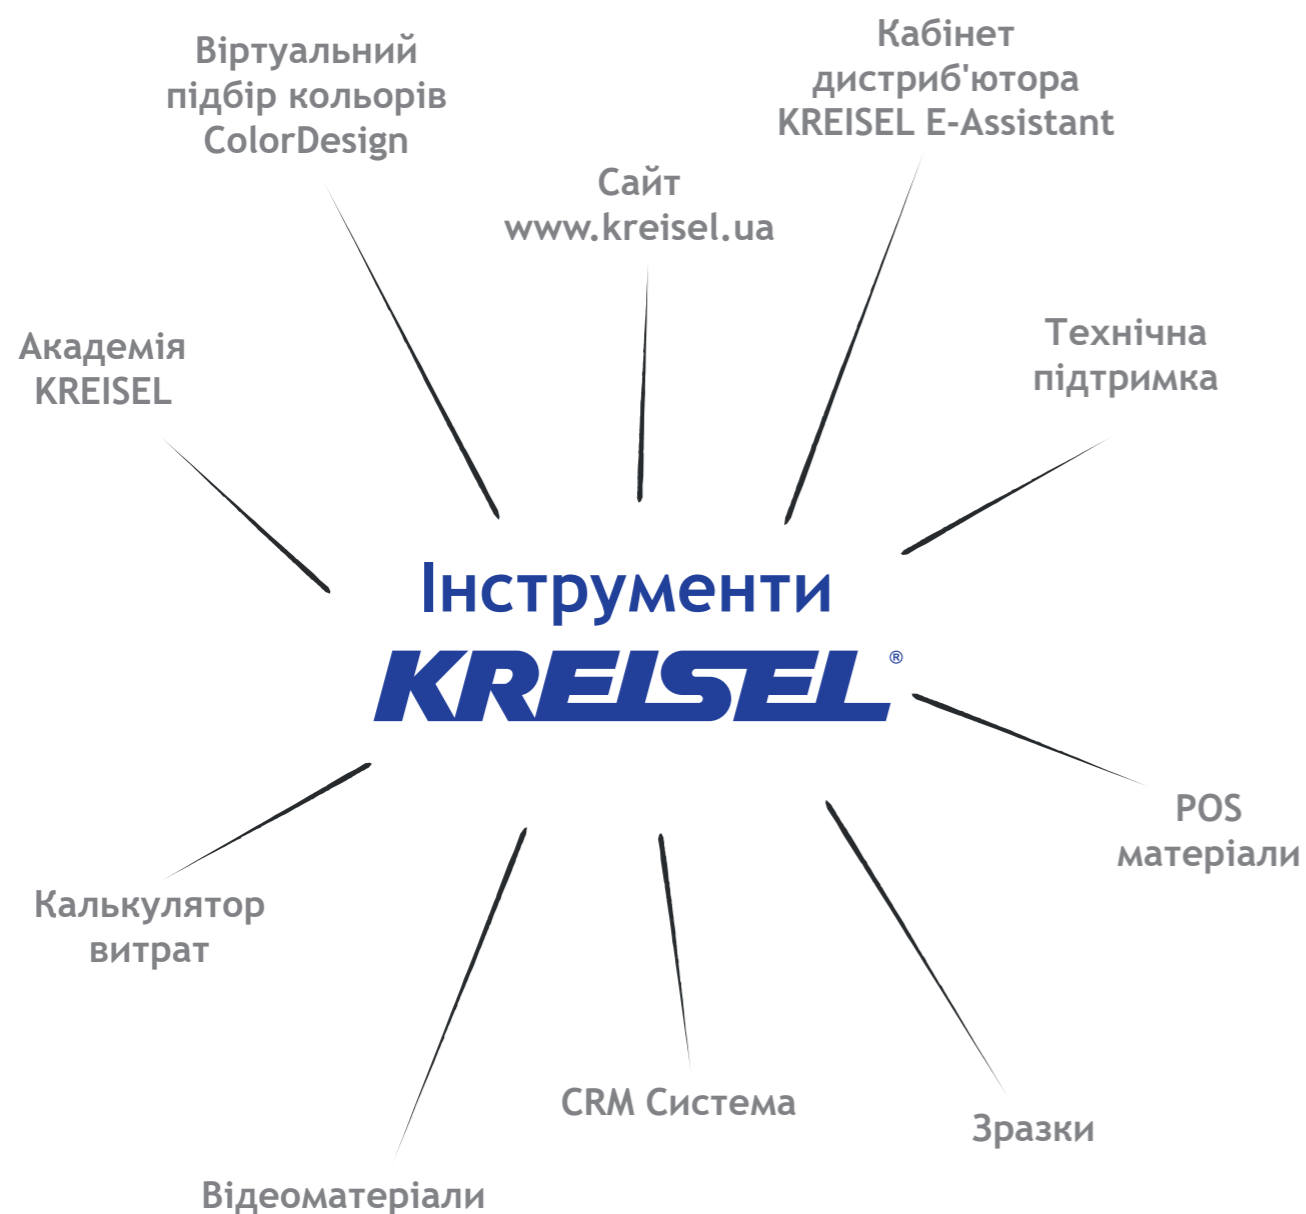 Віртуальний
підбір кольорів
ColorDesign
Сайт
www.kreisel.ua
Кабінет
дистриб'ютора
KREISEL E-Assistant
Академія
KREISEL
Технічна
підтримка
Інструменти
KREISEL®
POS
матеріали
Калькулятор
витрат
CRM Система
Зразки
Відеоматеріали